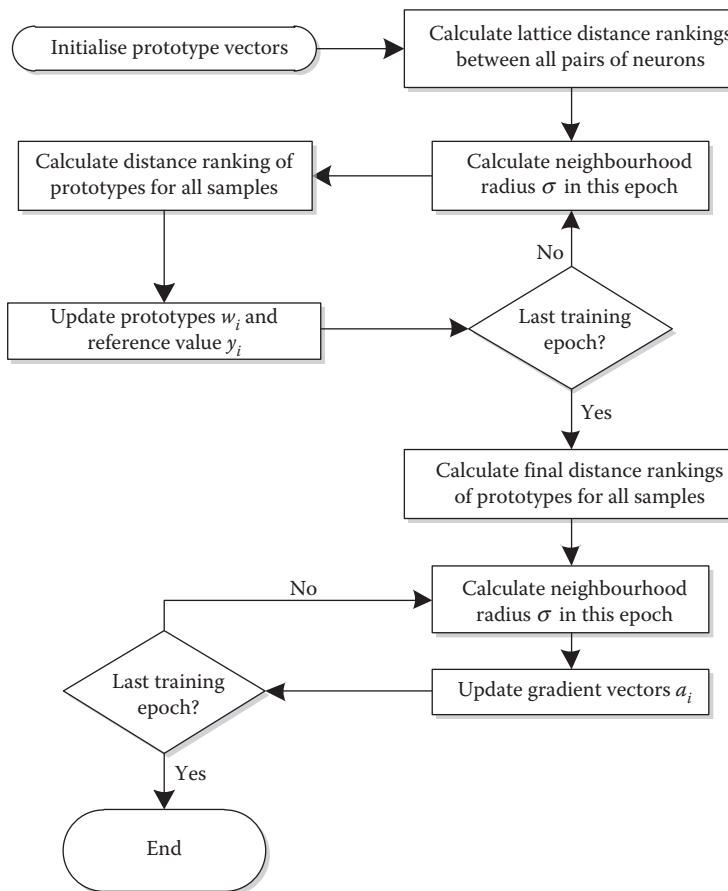 Initialise prototype vectors
Calculate lattice distance rankings
between all pairs of neurons
Calculate neighbourhood
radius σ in this epoch
Calculate distance ranking of
prototypes for all samples
Update prototypes w_i and
reference value y_i
Last training
epoch?
No
Yes
Calculate final distance rankings
of prototypes for all samples
Calculate neighbourhood
radius σ in this epoch
Update gradient vectors a_i
Last training
epoch?
No
Yes
End